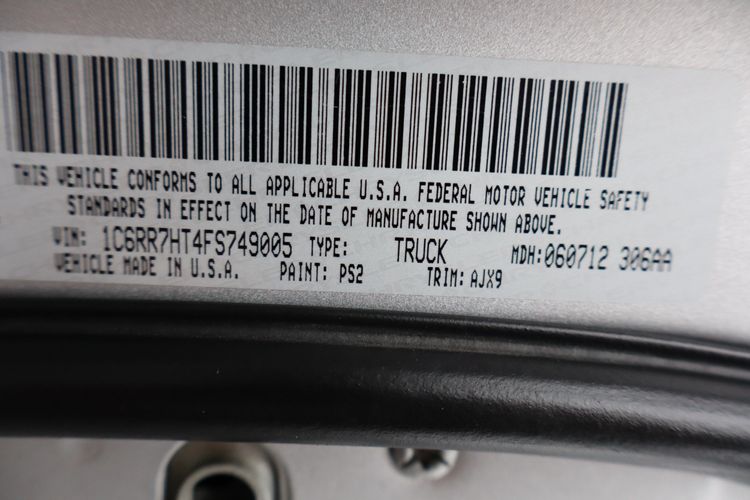 THIS VEHICLE CONFORMS TO ALL APPLICABLE U.S.A. FEDERAL MOTOR VEHICLE SAFETY
STANDARDS IN EFFECT ON THE DATE OF MANUFACTURE SHOWN ABOVE.
VIN: 1C6RR7HT4FS749005 TYPE: TRUCK MDH:060712 306AA
VEHICLE MADE IN U.S.A. PAINT: PS2 TRIM: AJX9